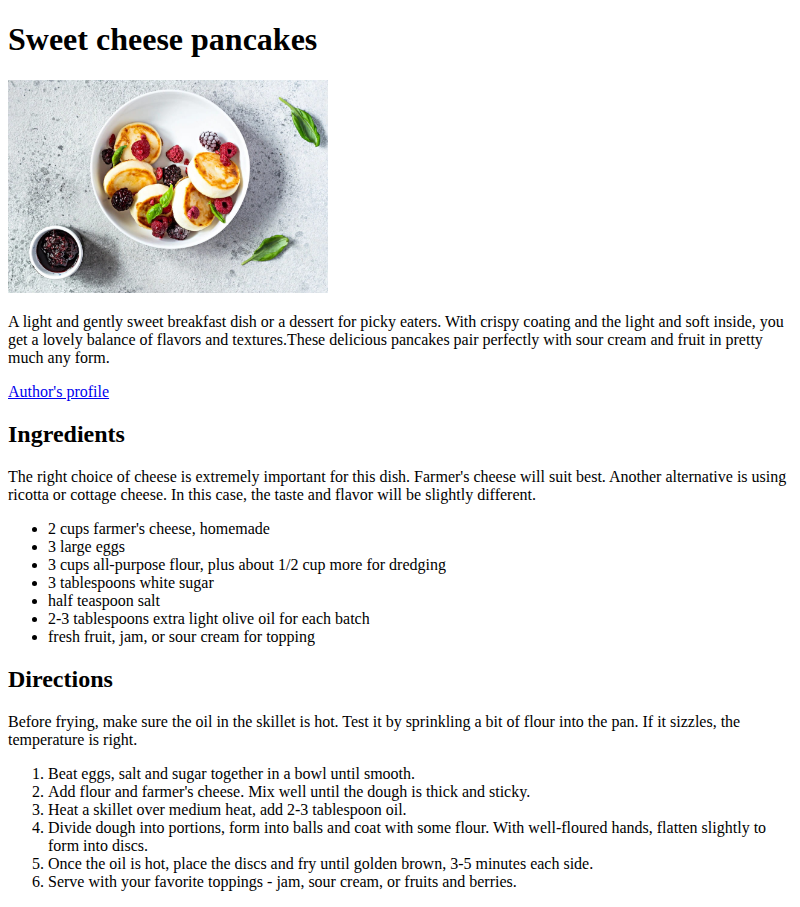 Sweet cheese pancakes
A light and gently sweet breakfast dish or a dessert for picky eaters. With crispy coating and the light and soft inside, you
get a lovely balance of flavors and textures.These delicious pancakes pair perfectly with sour cream and fruit in pretty
much any form.
Author's profile
Ingredients
The right choice of cheese is extremely important for this dish. Farmer's cheese will suit best. Another alternative is using
ricotta or cottage cheese. In this case, the taste and flavor will be slightly different.
• 2 cups farmer's cheese, homemade
• 3 large eggs
• 3 cups all-purpose flour, plus about 1/2 cup more for dredging
• 3 tablespoons white sugar
• half teaspoon salt
• 2-3 tablespoons extra light olive oil for each batch
• fresh fruit, jam, or sour cream for topping
Directions
Before frying, make sure the oil in the skillet is hot. Test it by sprinkling a bit of flour into the pan. If it sizzles, the
temperature is right.
1. Beat eggs, salt and sugar together in a bowl until smooth.
2. Add flour and farmer's cheese. Mix well until the dough is thick and sticky.
3. Heat a skillet over medium heat, add 2-3 tablespoon oil.
4. Divide dough into portions, form into balls and coat with some flour. With well-floured hands, flatten slightly to
form into discs.
5. Once the oil is hot, place the discs and fry until golden brown, 3-5 minutes each side.
6. Serve with your favorite toppings - jam, sour cream, or fruits and berries.